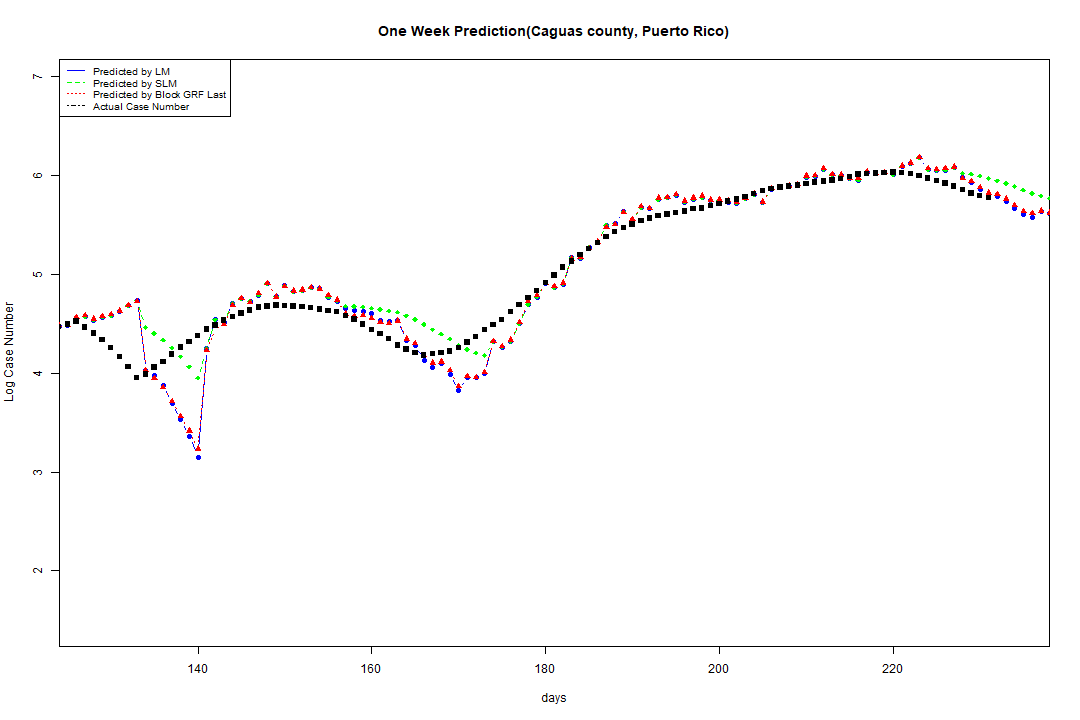 One Week Prediction(Caguas county, Puerto Rico)
Predicted by LM
Predicted by SLM
Predicted by Block GRF Last
Actual Case Number
7
6
5
4
3
2
Log Case Number
140 160 180 200 220
days